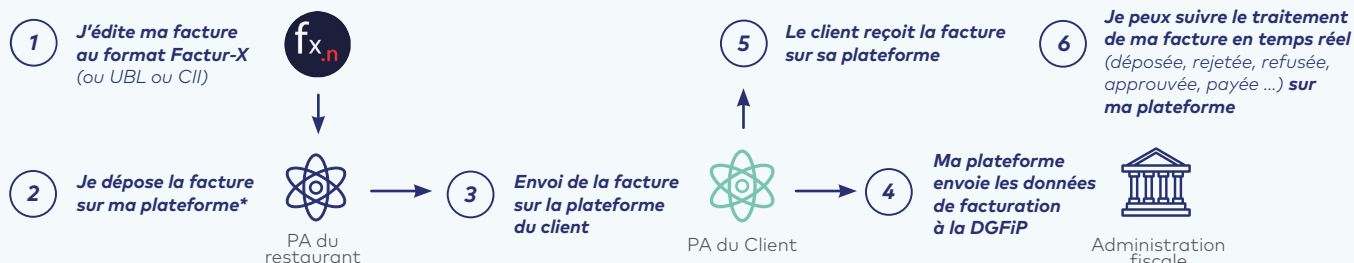 1
J'édite ma facture
au format Factur-X
(ou UBL ou CII)
fx.n
2
Je dépose la facture
sur ma plateforme*
PA du
restaurant
3
Envoi de la facture
sur la plateforme
du client
PA du Client
5
Le client reçoit la facture
sur sa plateforme
4
Ma plateforme
envoie les données
de facturation
à la DGFiP
Administration
fiscale
6
Je peux suivre le traitement
de ma facture en temps réel
(déposée, rejetée, refusée,
approuvée, payée ...) sur
ma plateforme